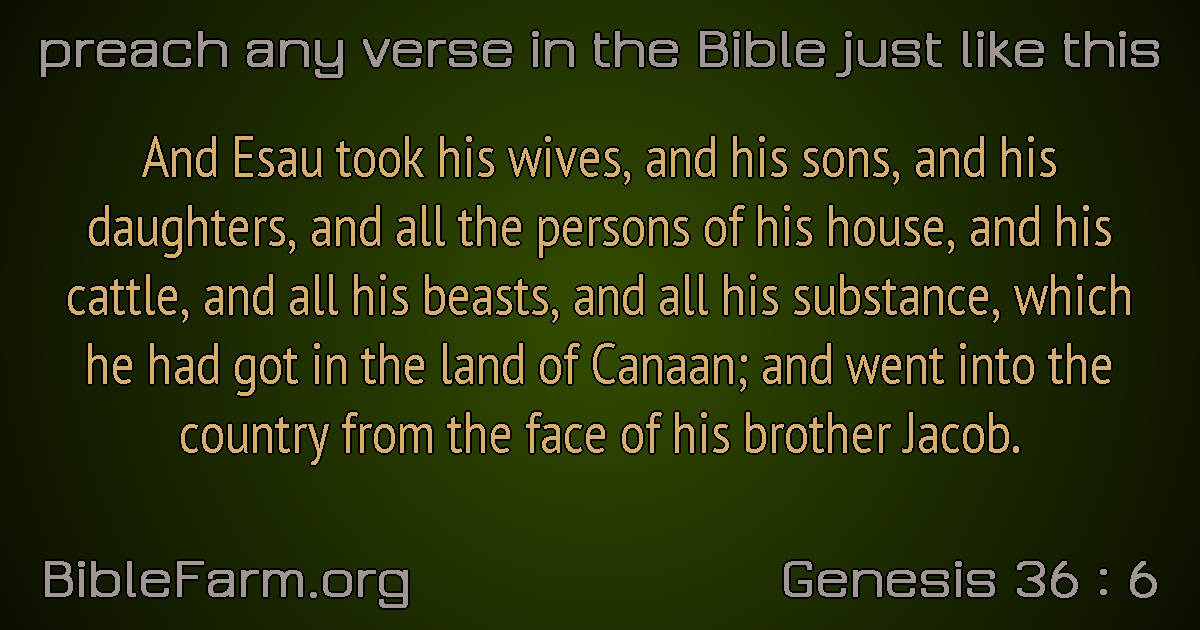 preach any verse in the Bible just like this
And Esau took his wives, and his sons, and his
daughters, and all the persons of his house, and his
cattle, and all his beasts, and all his substance, which
he had got in the land of Canaan; and went into the
country from the face of his brother Jacob.
BibleFarm.org
Genesis 36 : 6